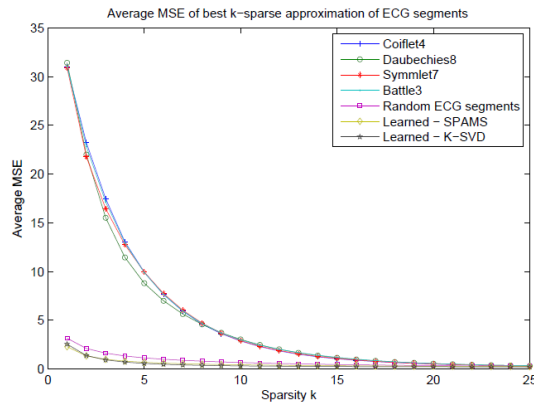 Average MSE of best k-sparse approximation of ECG segments
35
30
25
20
15
10
5
0
Average MSE
Coiflet4
Daubechies8
Symmlet7
Battle3
Random ECG segments
Learned - SPAMS
Learned - K-SVD
0 5 10 15 20 25
Sparsity k